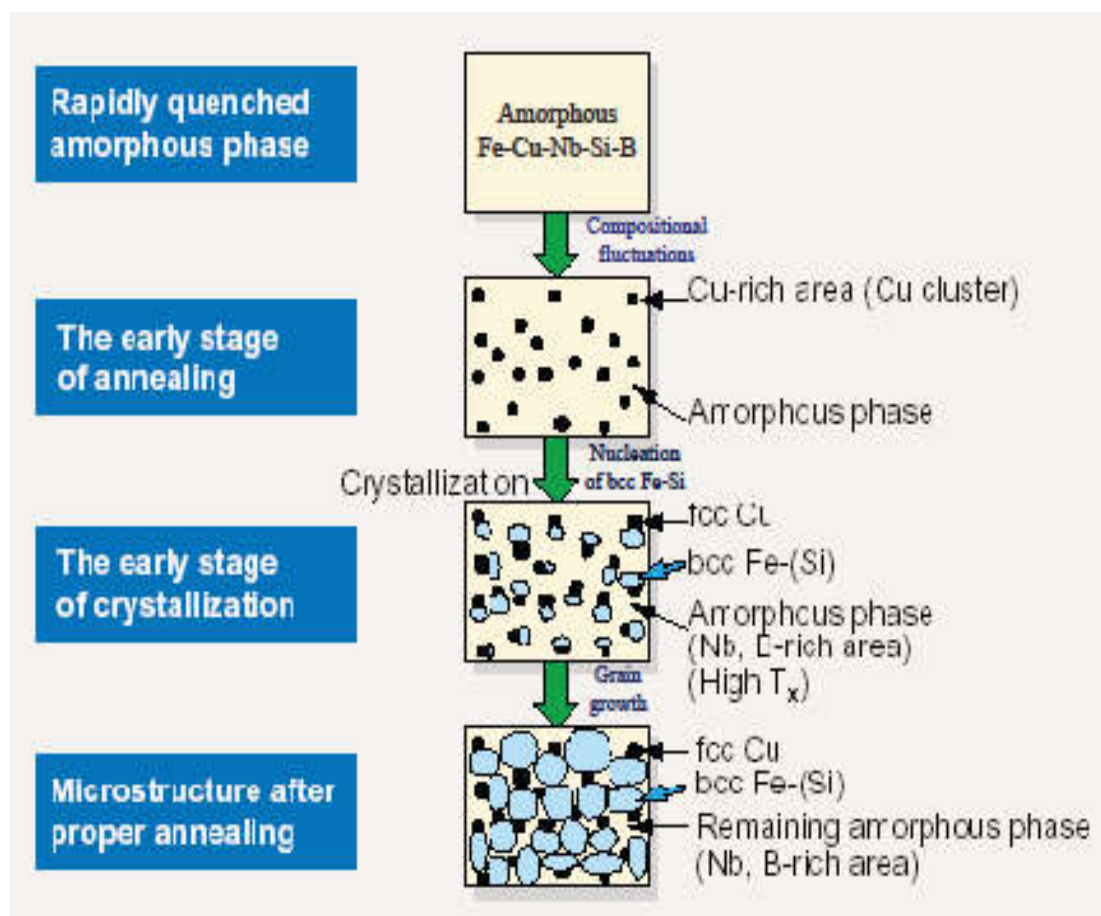 Rapidly quenched
amorphous phase
Amorphous
Fe-Cu-Nb-Si-B
Compositional
fluctuations
The early stage
of annealing
Cu-rich area (Cu cluster)
Amorphcus phase
Crystallization
Nucleation
of bcc Fe-Si
The early stage
of crystallization
fcc Cu
bcc Fe-(Si)
Amorphcus phase
(Nb, B-rich area)
(High Tx)
Grain
growth
Microstructure after
proper annealing
fcc Cu
bcc Fe-(Si)
Remaining amorphous phase
(Nb, B-rich area)